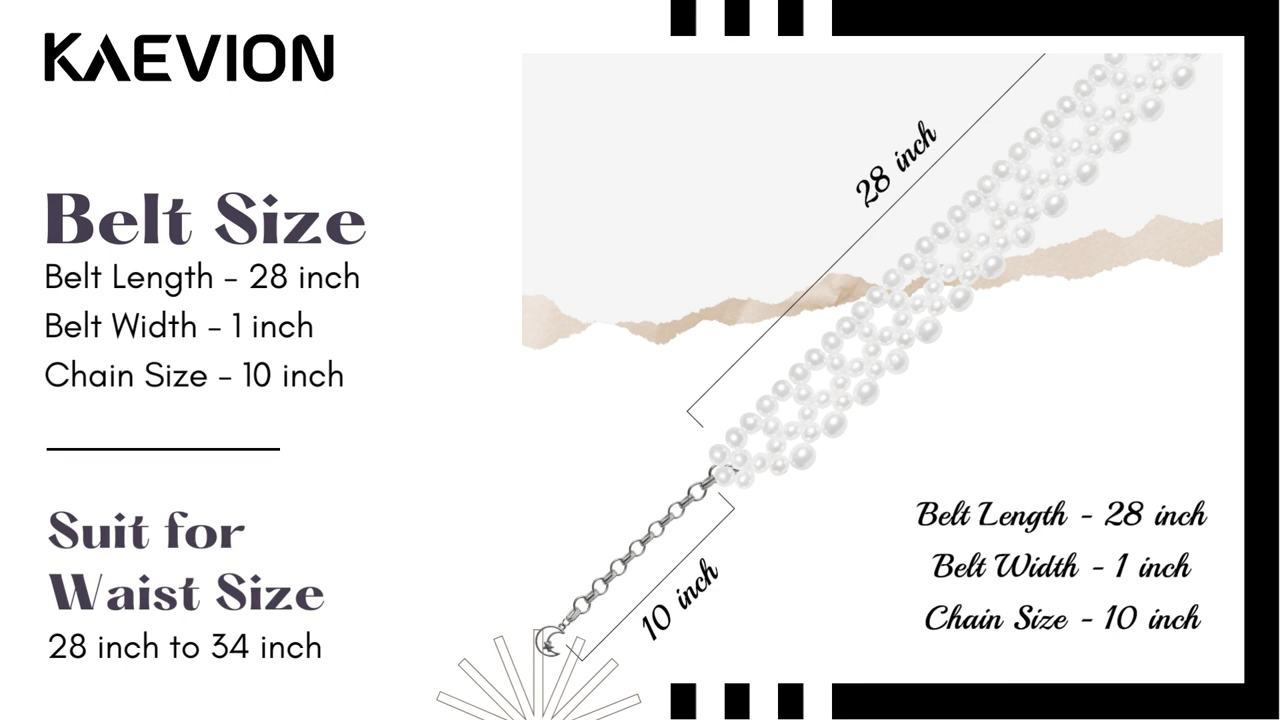 KAEVION
Belt Size
Belt Length - 28 inch
Belt Width - 1 inch
Chain Size - 10 inch
Suit for
Waist Size
28 inch to 34 inch
28 inch
10 inch
Belt Length - 28 inch
Belt Width - 1 inch
Chain Size - 10 inch